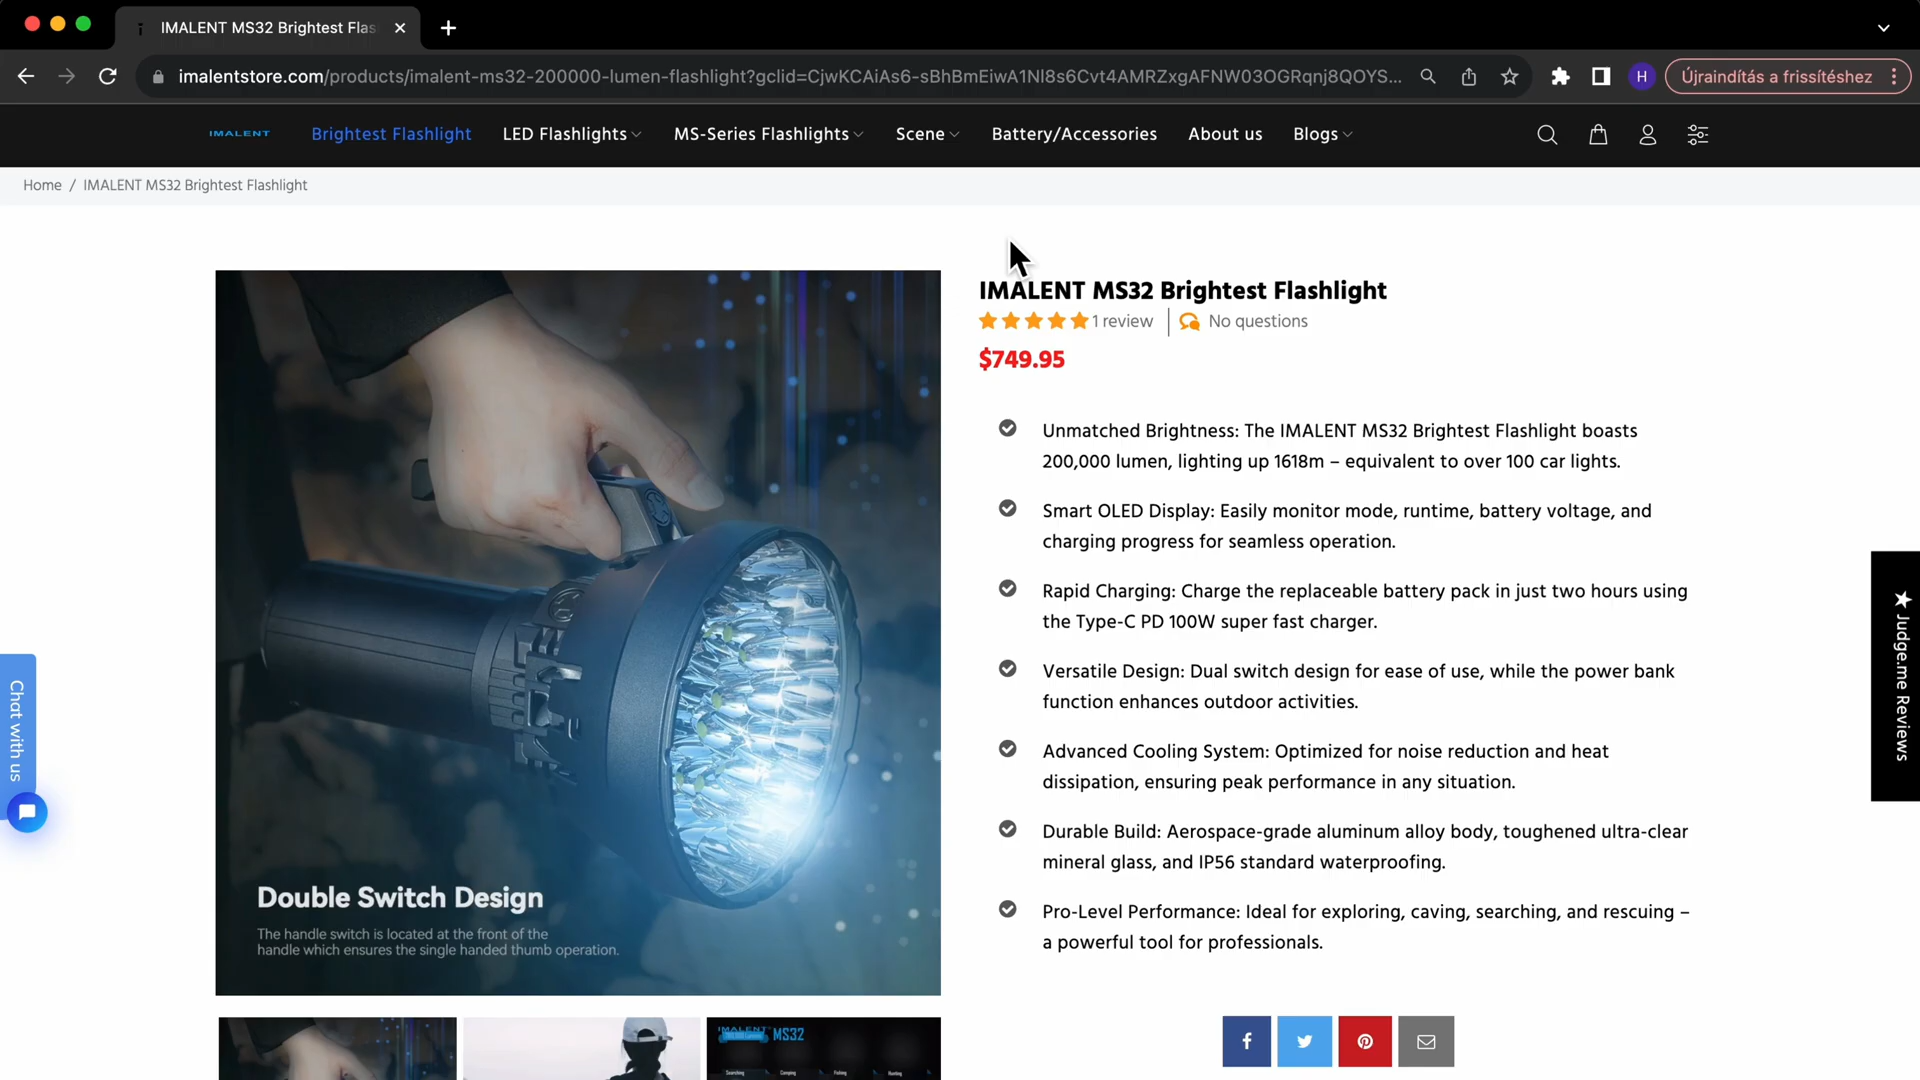 IMALENT MS32 Brightest Flas
imalentstore.com/products/imalent-ms32-200000-lumen-flashlight?gclid=CjwKCAiAs6-sBhBmEiwA1Nl8s6Cvt4AMRZxgAFNW03OGRqnj8QOYS...
H
Újraindítás a frissítéshez
IMALENT
Brightest Flashlight
LED Flashlights
MS-Series Flashlights
Scene
Battery/Accessories
About us
Blogs
Home / IMALENT MS32 Brightest Flashlight
IMALENT MS32 Brightest Flashlight
1 review
No questions
$749.95
Unmatched Brightness: The IMALENT MS32 Brightest Flashlight boasts
200,000 lumen, lighting up 1618m – equivalent to over 100 car lights.
Smart OLED Display: Easily monitor mode, runtime, battery voltage, and
charging progress for seamless operation.
Rapid Charging: Charge the replaceable battery pack in just two hours using
the Type-C PD 100W super fast charger.
Versatile Design: Dual switch design for ease of use, while the power bank
function enhances outdoor activities.
Advanced Cooling System: Optimized for noise reduction and heat
dissipation, ensuring peak performance in any situation.
Durable Build: Aerospace-grade aluminum alloy body, toughened ultra-clear
mineral glass, and IP56 standard waterproofing.
Pro-Level Performance: Ideal for exploring, caving, searching, and rescuing –
a powerful tool for professionals.
Double Switch Design
The handle switch is located at the front of the
handle which ensures the single handed thumb operation.
Chat with us
★ Judge.me Reviews
IMALENT MS32
Searching
Camping
Fishing
Hunting